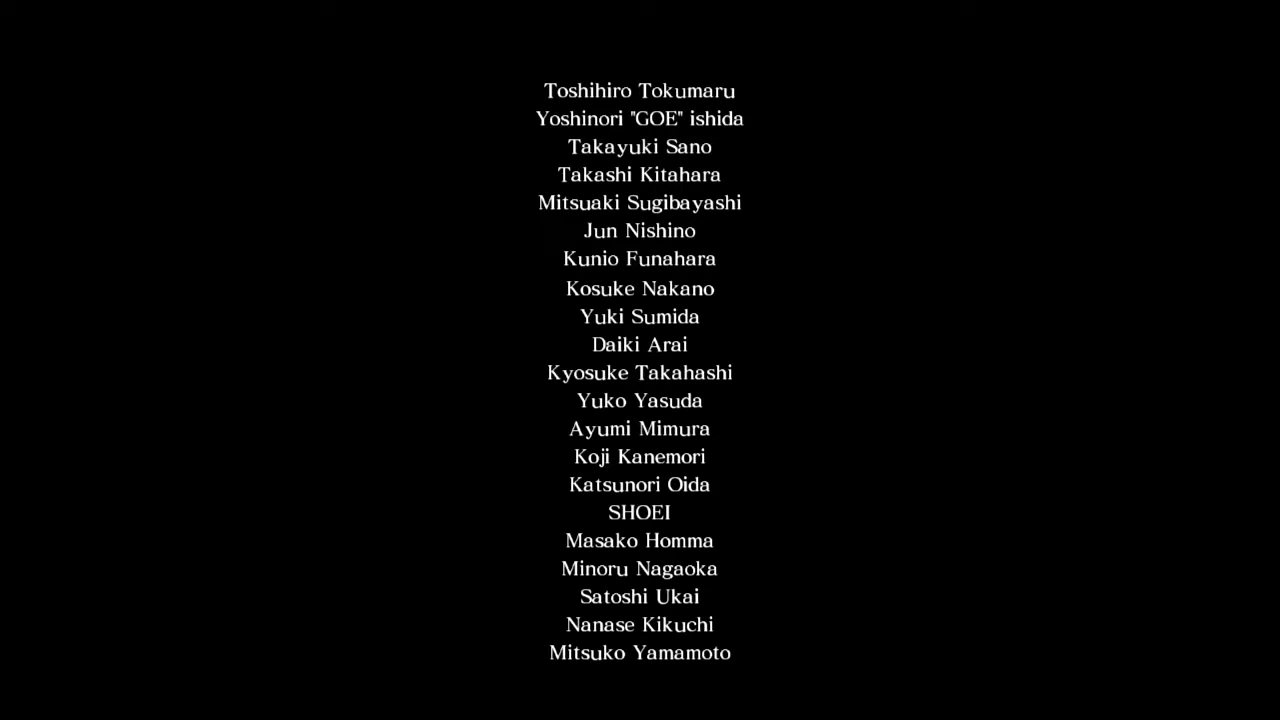 Toshihiro Tokumaru
Yoshinori "GOE" ishida
Takayuki Sano
Takashi Kitahara
Mitsuaki Sugibayashi
Jun Nishino
Kunio Funahara
Kosuke Nakano
Yuki Sumida
Daiki Arai
Kyosuke Takahashi
Yuko Yasuda
Ayumi Mimura
Koji Kanemori
Katsunori Oida
SHOEI
Masako Homma
Minoru Nagaoka
Satoshi Ukai
Nanase Kikuchi
Mitsuko Yamamoto